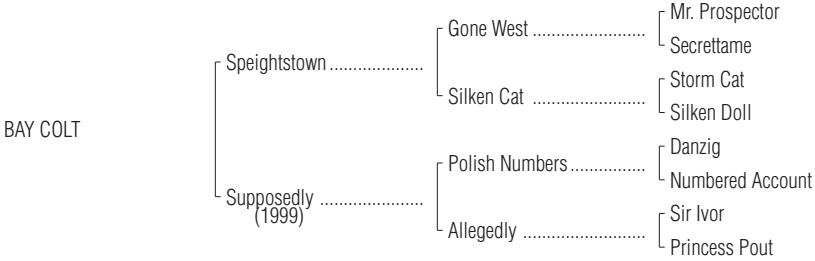 Mr. Prospector
Gone West ........................
Secrettame
Speightstown ....................
Storm Cat
Silken Cat ........................
Silken Doll
BAY COLT
Danzig
Polish Numbers ................
Numbered Account
Supposedly ......................
(1999)
Sir Ivor
Allegedly ..........................
Princess Pout